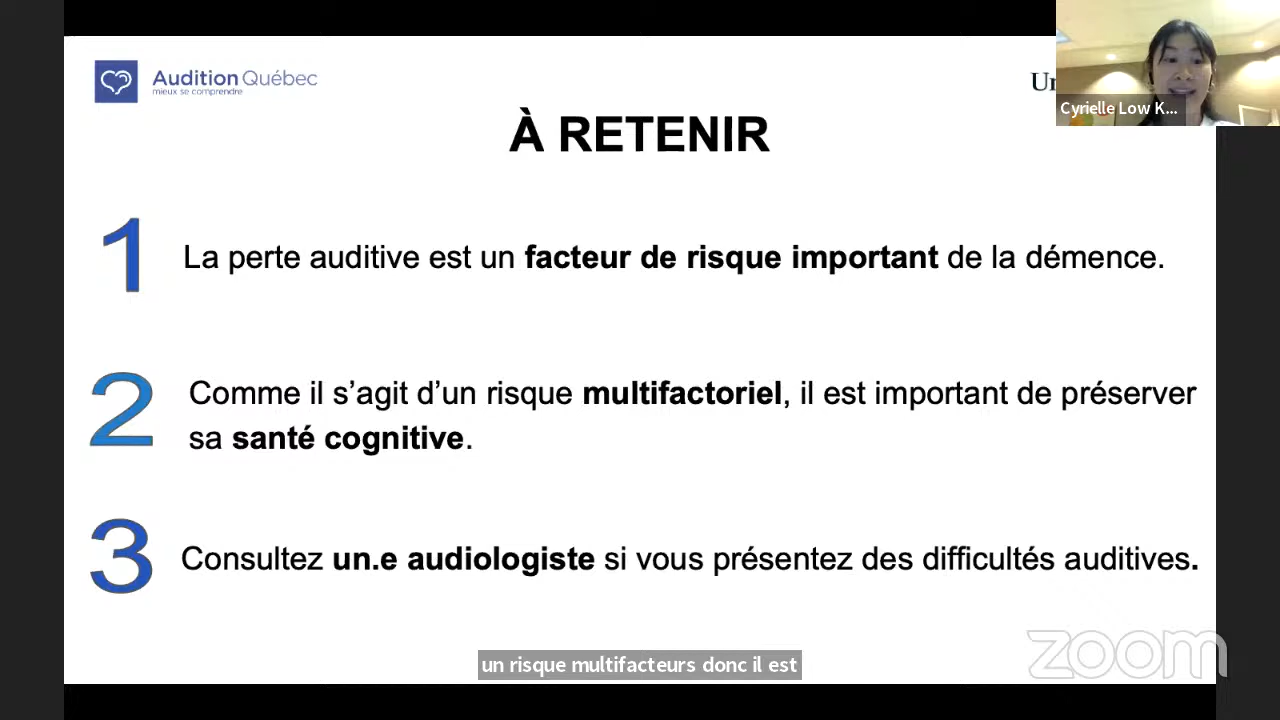 Audition Québec
mieux se comprendre
Un
Cyrielle Low K...
À RETENIR
1
La perte auditive est un facteur de risque important de la démence.
2
Comme il s’agit d’un risque multifactoriel, il est important de préserver
sa santé cognitive.
3
Consultez un.e audiologiste si vous présentez des difficultés auditives.
zoom
un risque multifacteurs donc il est